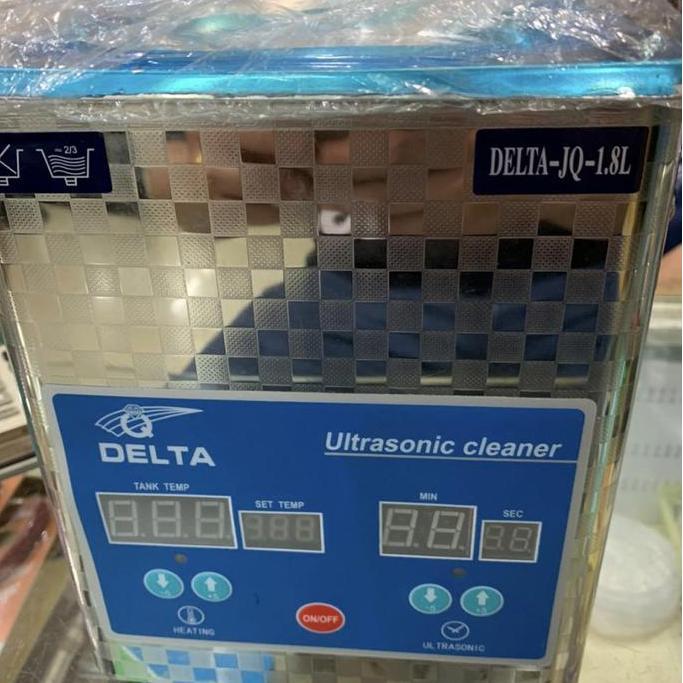 ~ 2/3
DELTA-JQ-1.8L
Q
DELTA
Ultrasonic cleaner
TANK TEMP
SET TEMP
MIN
SEC
ON/OFF
HEATING
ULTRASONIC